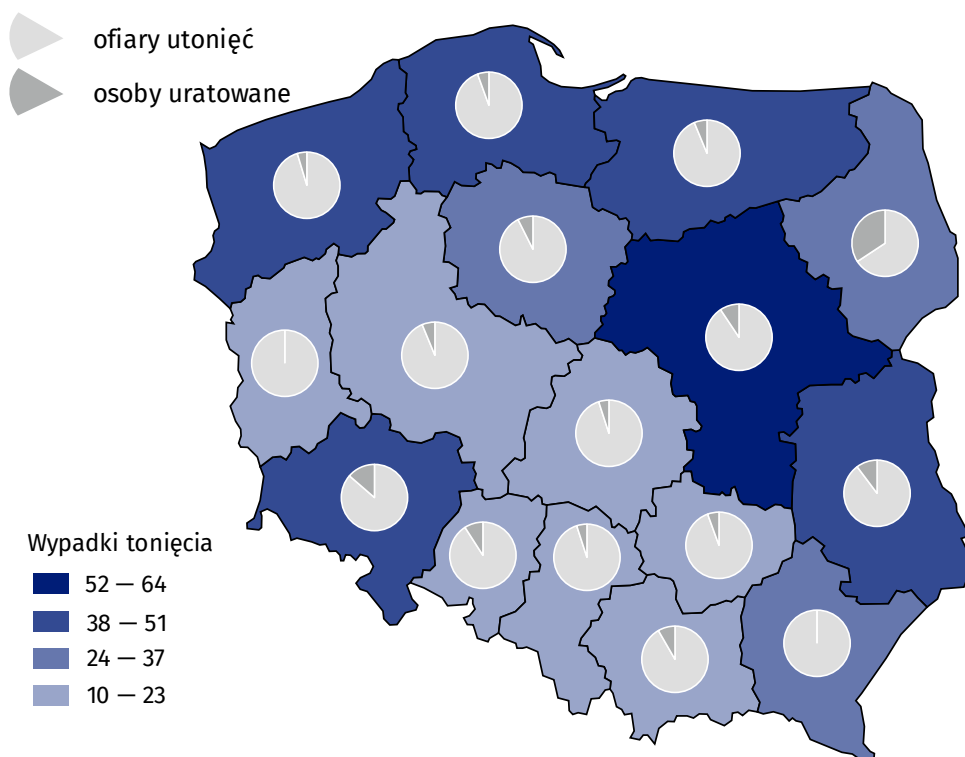 ofiary utonięć
osoby uratowane
Wypadki tonięcia
52 — 64
38 — 51
24 — 37
10 — 23